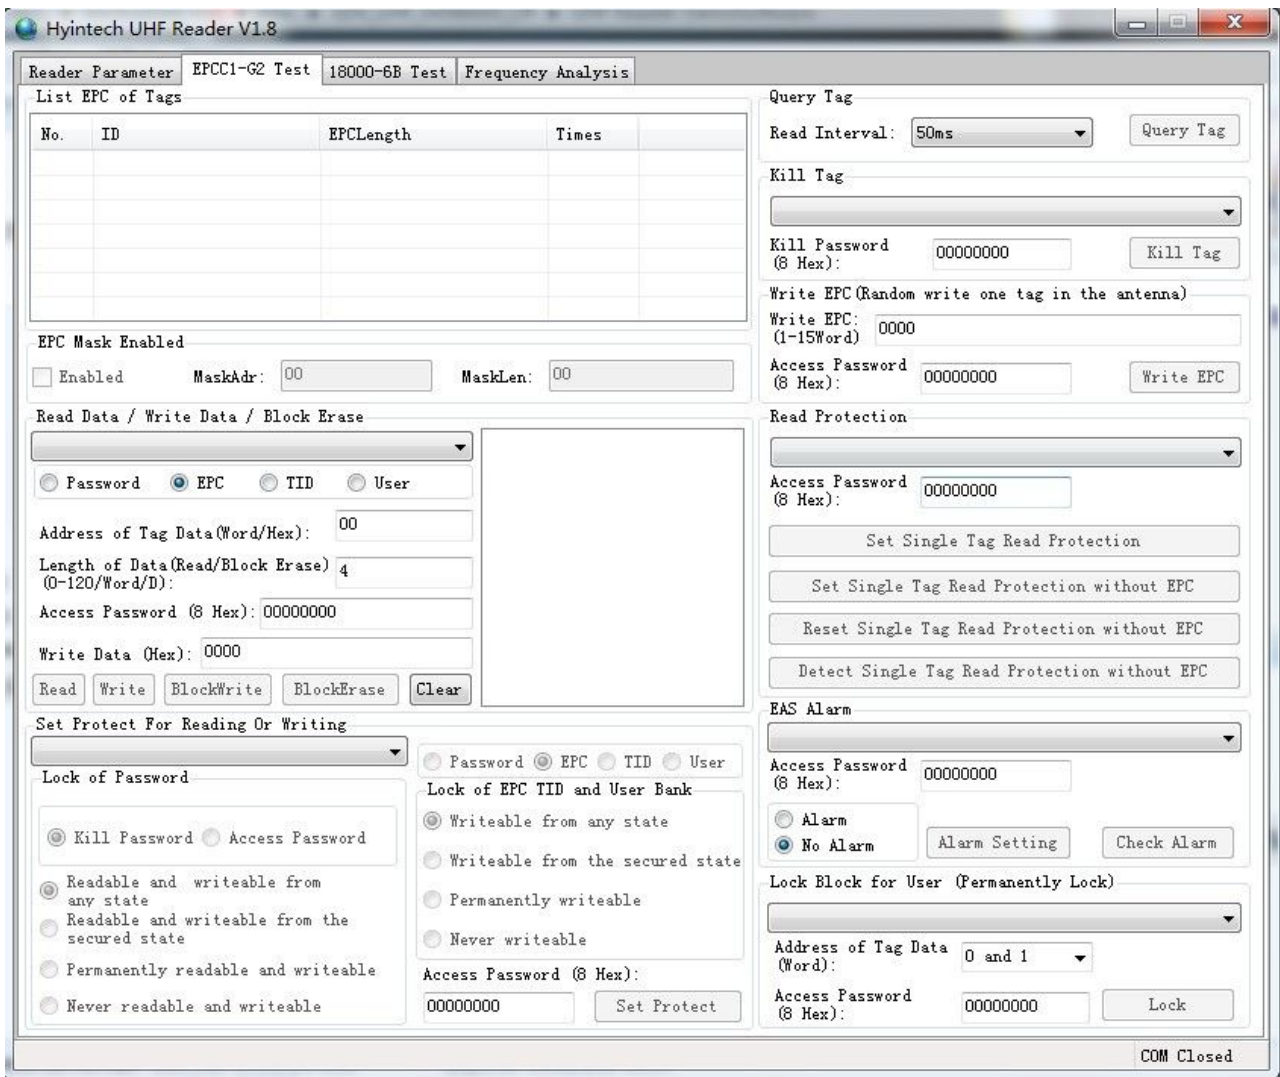 Hyintech UHF Reader V1.8
Reader Parameter EPCC1-G2 Test 18000-6B Test Frequency Analysis
List EPC of Tags
No. ID EPCLength Times
EPC Mask Enabled
Enabled MaskAdr: 00 MaskLen: 00
Read Data / Write Data / Block Erase
Password EPC TID User
Address of Tag Data(Word/Hex): 00
Length of Data(Read/Block Erase)
(0-120/Word/D): 4
Access Password (8 Hex): 00000000
Write Data (Hex): 0000
Read Write BlockWrite BlockErase Clear
Set Protect For Reading Or Writing
Lock of Password
Kill Password Access Password
Readable and writeable from
any state
Readable and writeable from the
secured state
Permanently readable and writeable
Never readable and writeable
Password EPC TID User
Lock of EPC TID and User Bank
Writeable from any state
Writeable from the secured state
Permanently writeable
Never writeable
Access Password (8 Hex):
00000000 Set Protect
Query Tag
Read Interval: 50ms Query Tag
Kill Tag
Kill Password
(8 Hex): 00000000 Kill Tag
Write EPC(Random write one tag in the antenna)
Write EPC:
(1-15Word) 0000
Access Password
(8 Hex): 00000000 Write EPC
Read Protection
Access Password
(8 Hex): 00000000
Set Single Tag Read Protection
Set Single Tag Read Protection without EPC
Reset Single Tag Read Protection without EPC
Detect Single Tag Read Protection without EPC
EAS Alarm
Access Password
(8 Hex): 00000000
Alarm
No Alarm Alarm Setting Check Alarm
Lock Block for User (Permanently Lock)
Address of Tag Data
(Word): 0 and 1
Access Password
(8 Hex): 00000000 Lock
COM Closed